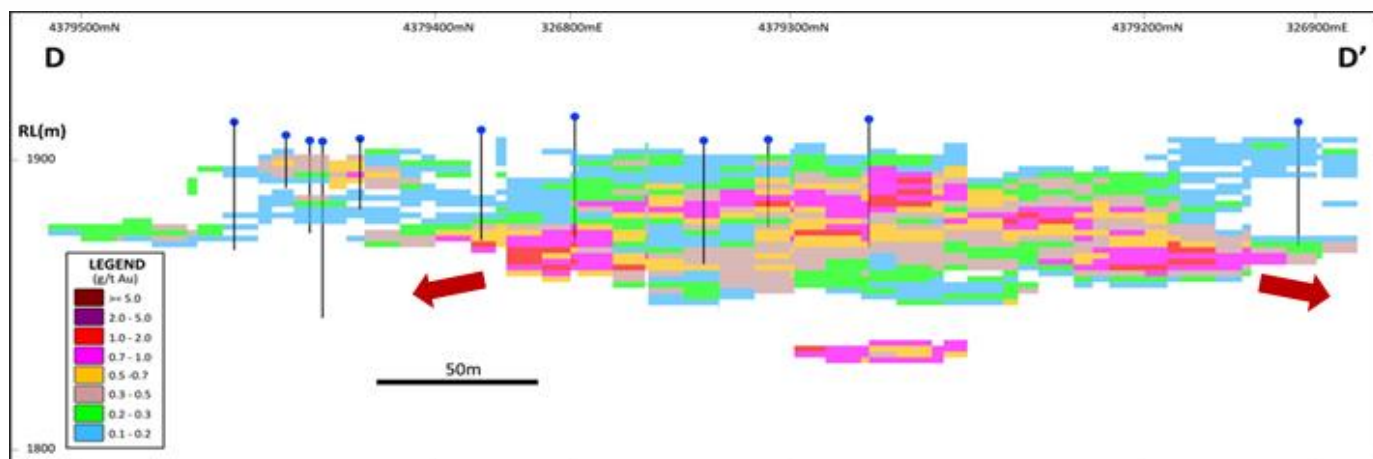 4379500mN 4379400mN 326800mE 4379300mN 4379200mN 326900mE
D D’
RL(m)
1900
LEGEND
(g/t Au)
>= 5.0
2.0 - 5.0
1.0 - 2.0
0.7 - 1.0
0.5 -0.7
0.3 - 0.5
0.2 - 0.3
0.1 - 0.2
50m
1800